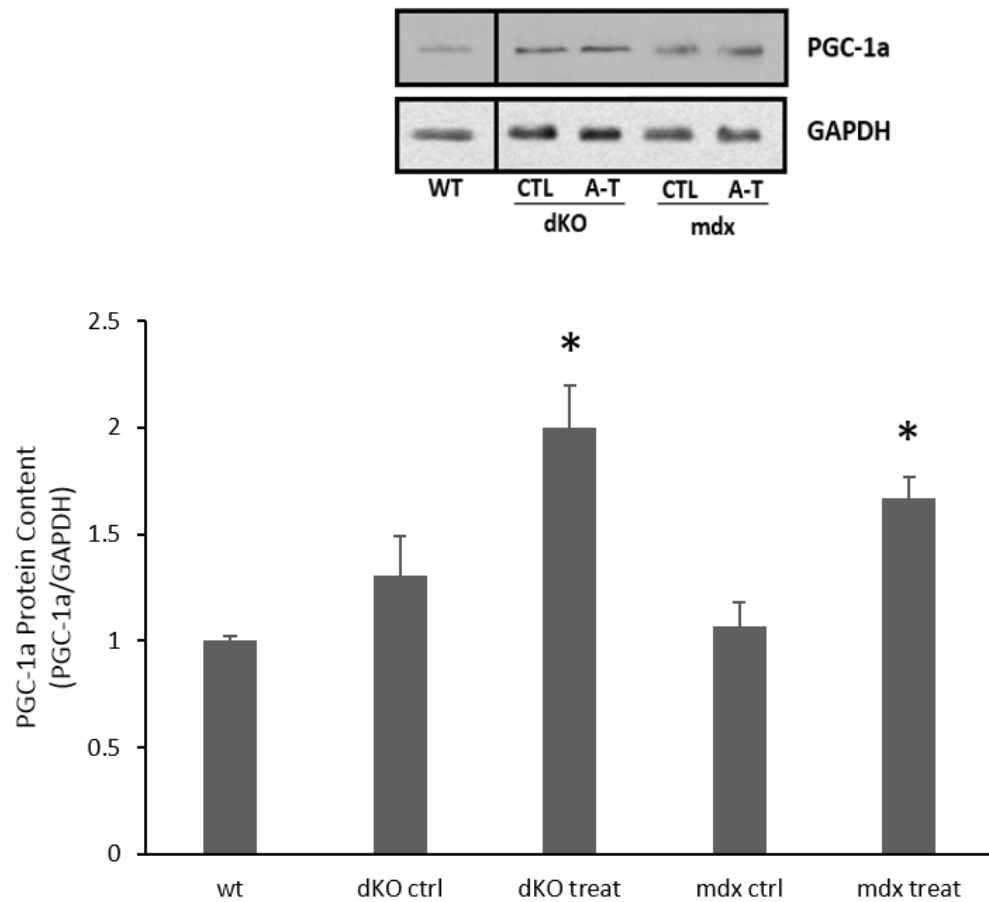 PGC-1a
GAPDH
WT CTL A-T CTL A-T
dKO mdx
2.5
2
1.5
1
0.5
0
PGC-1a Protein Content
(PGC-1a/GAPDH)
* *
wt dKO ctrl dKO treat mdx ctrl mdx treat